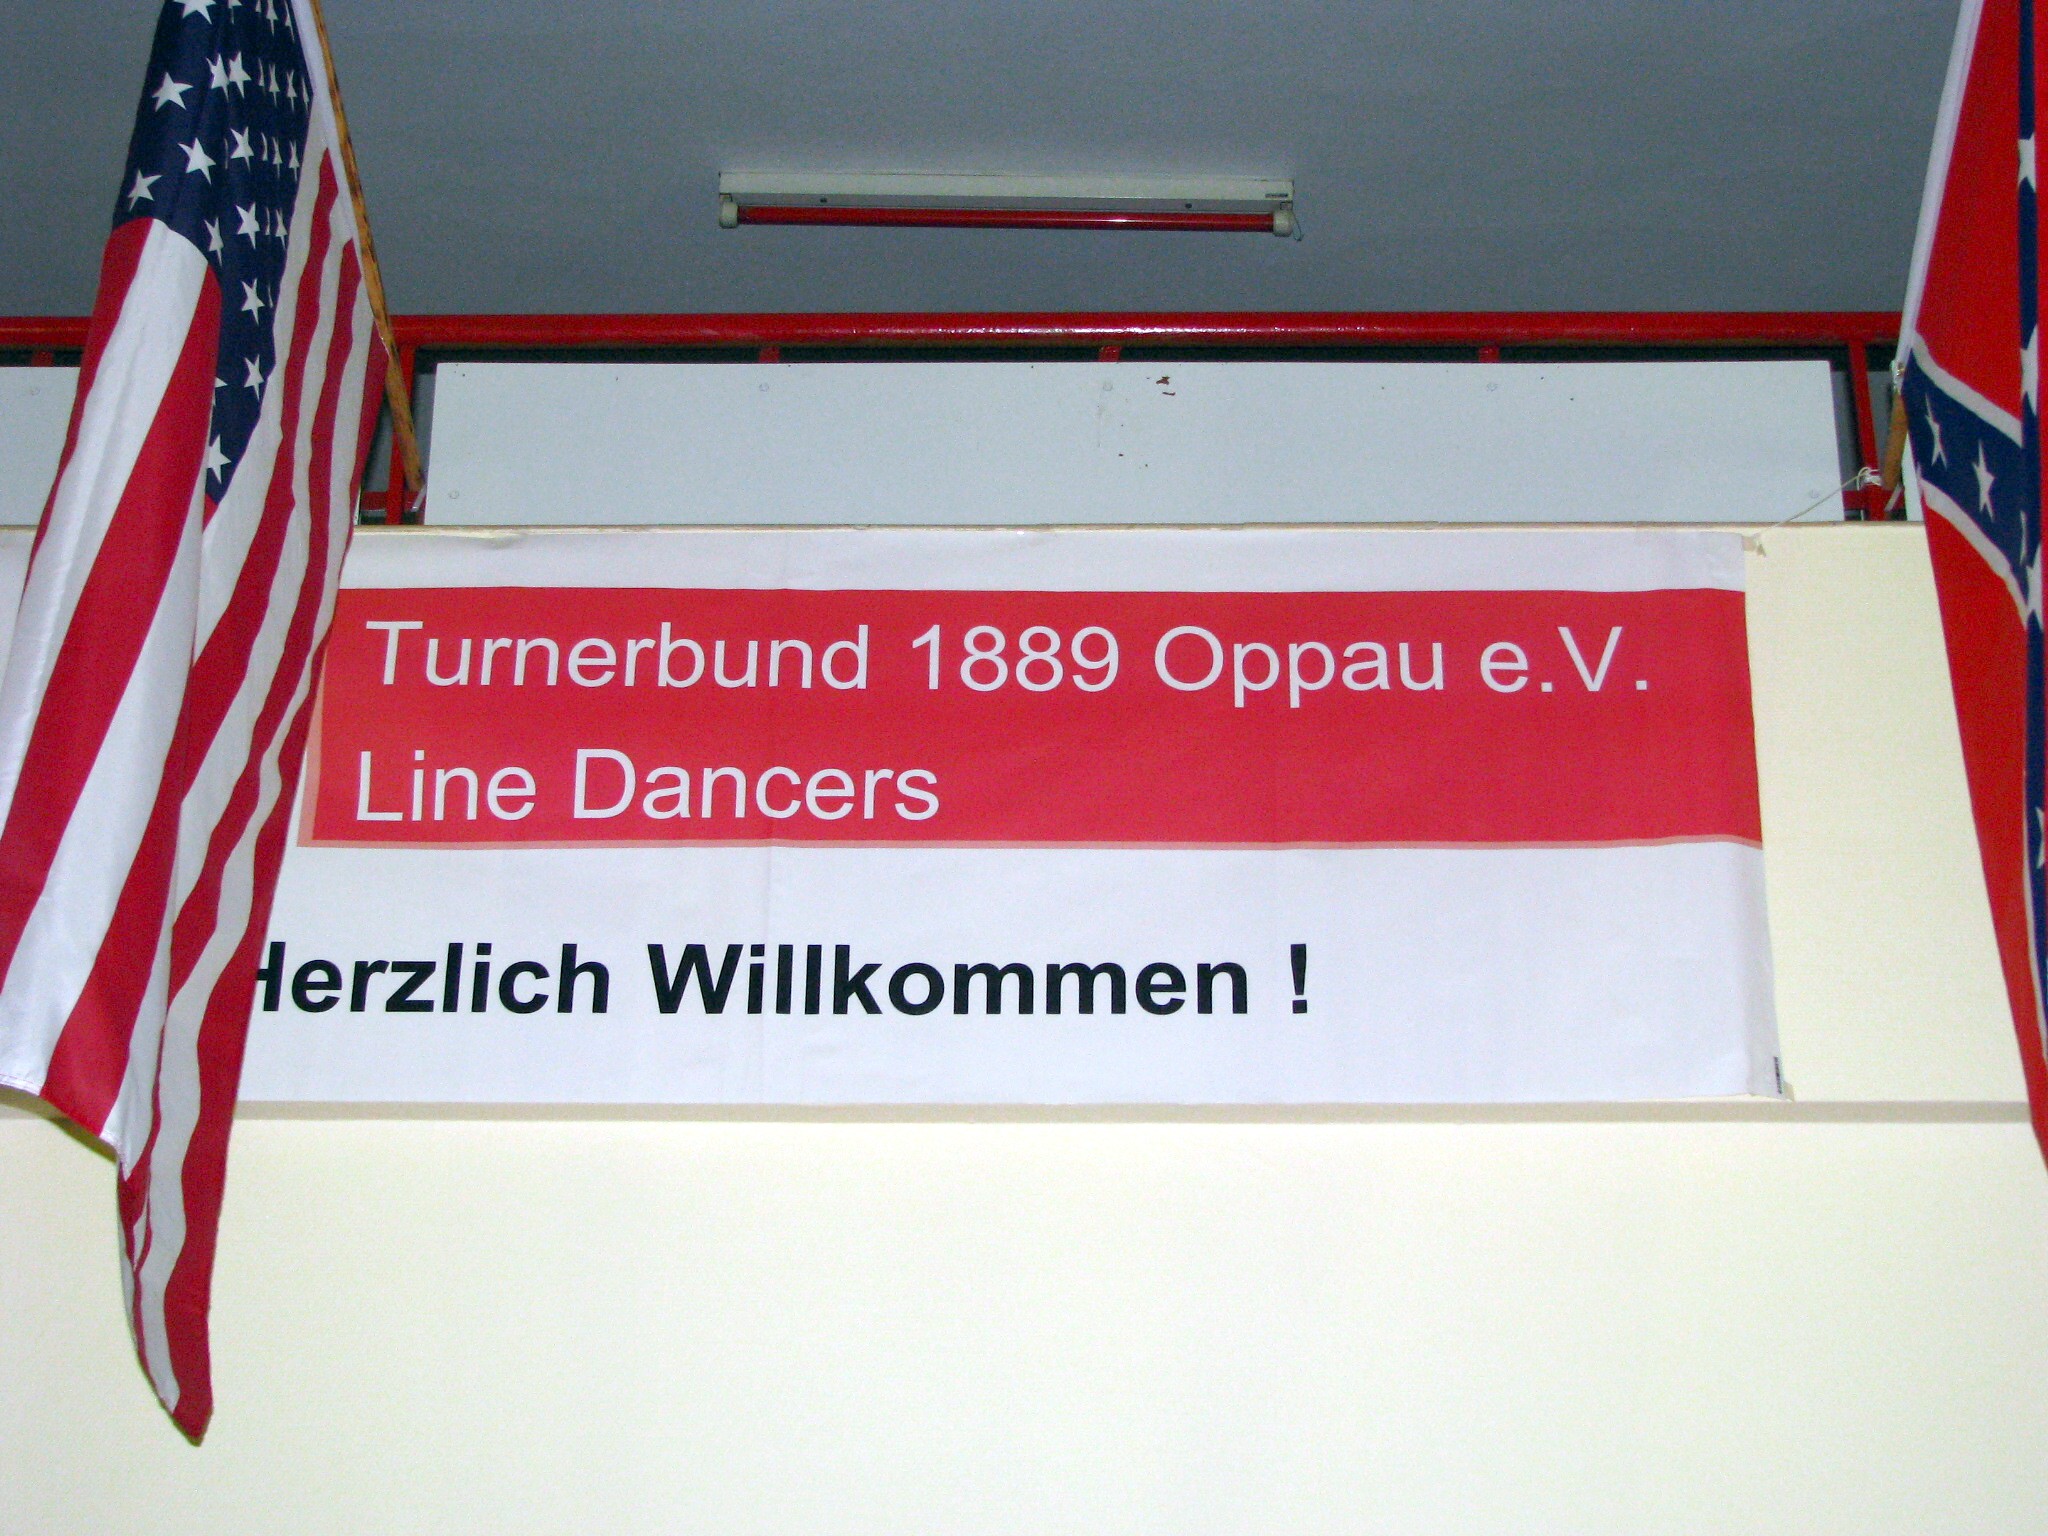 Turnerbund 1889 Oppau e.V.
Line Dancers
Herzlich Willkommen !